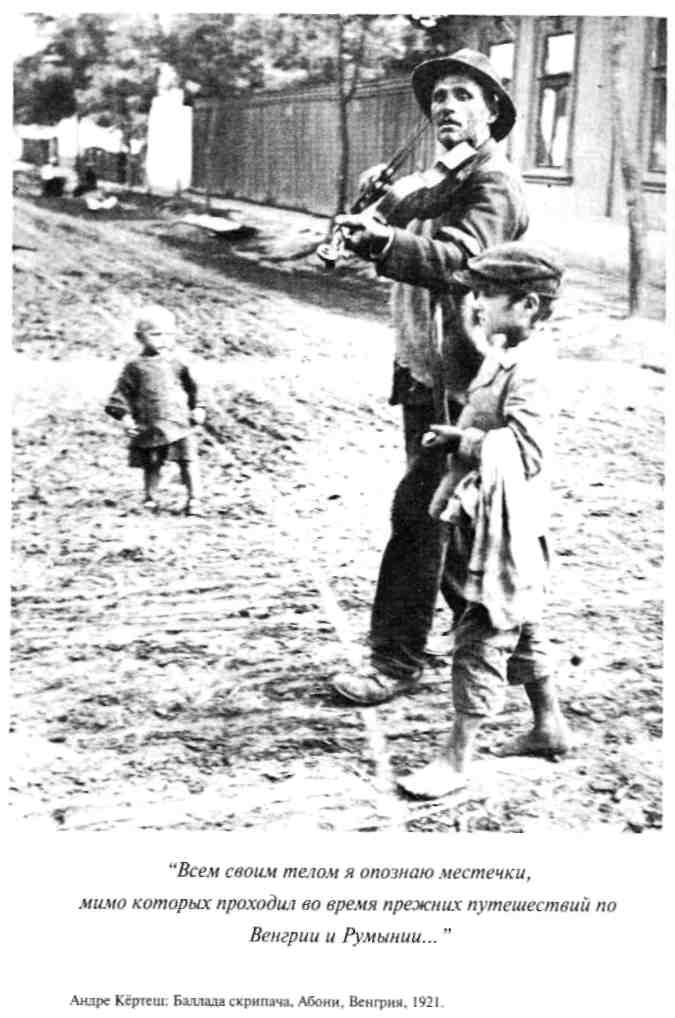 “Всем своим телом я опознаю местечки,
мимо которых проходил во время прежних путешествий по
Венгрии и Румынии...”
Андре Кёртеш: Баллада скрипача, Абони, Венгрия, 1921.